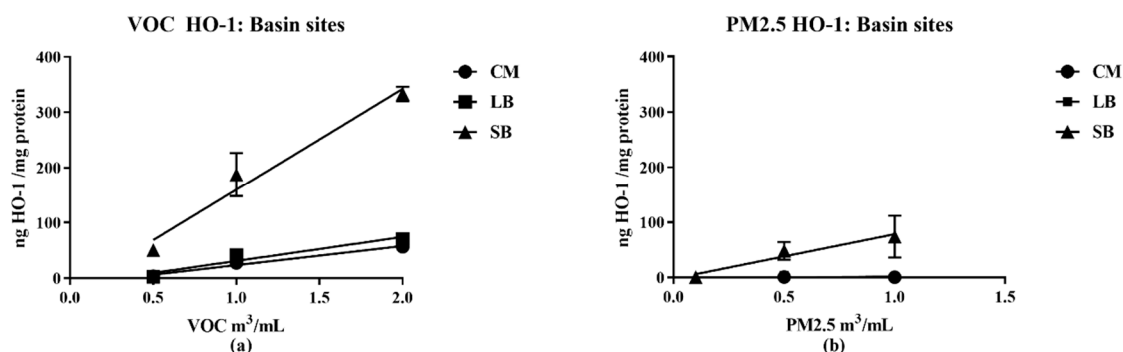 VOC HO-1: Basin sites
ng HO-1 /mg protein
400
300
200
100
0
0.0 0.5 1.0 1.5 2.0
VOC m³/mL
(a)
CM
LB
SB
PM2.5 HO-1: Basin sites
ng HO-1 /mg protein
400
300
200
100
0
0.0 0.5 1.0 1.5
PM2.5 m³/mL
(b)
CM
LB
SB